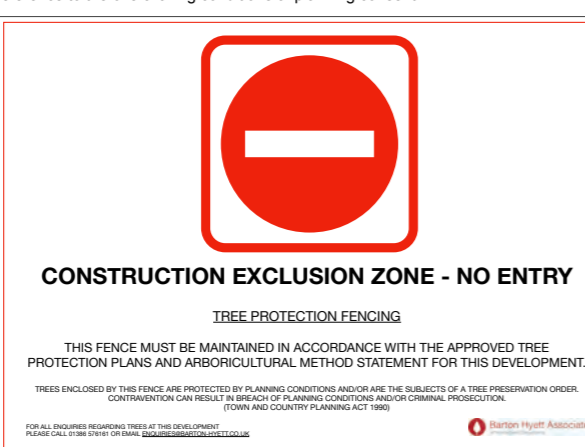 CONSTRUCTION EXCLUSION ZONE - NO ENTRY
TREE PROTECTION FENCING
THIS FENCE MUST BE MAINTAINED IN ACCORDANCE WITH THE APPROVED TREE
PROTECTION PLANS AND ARBORICULTURAL METHOD STATEMENT FOR THIS DEVELOPMENT.
TREES ENCLOSED BY THIS FENCE ARE PROTECTED BY PLANNING CONDITIONS AND/OR ARE THE SUBJECTS OF A TREE PRESERVATION ORDER.
CONTRAVENTION CAN RESULT IN BREACH OF PLANNING CONDITIONS AND/OR CRIMINAL PROSECUTION.
(TOWN AND COUNTRY PLANNING ACT 1990)
FOR ALL ENQUIRIES REGARDING TREES AT THIS DEVELOPMENT
PLEASE CALL 01386 576161 OR EMAIL ENQUIRIES@BARTON-HYETT.CO.UK
Barton Hyett Associat